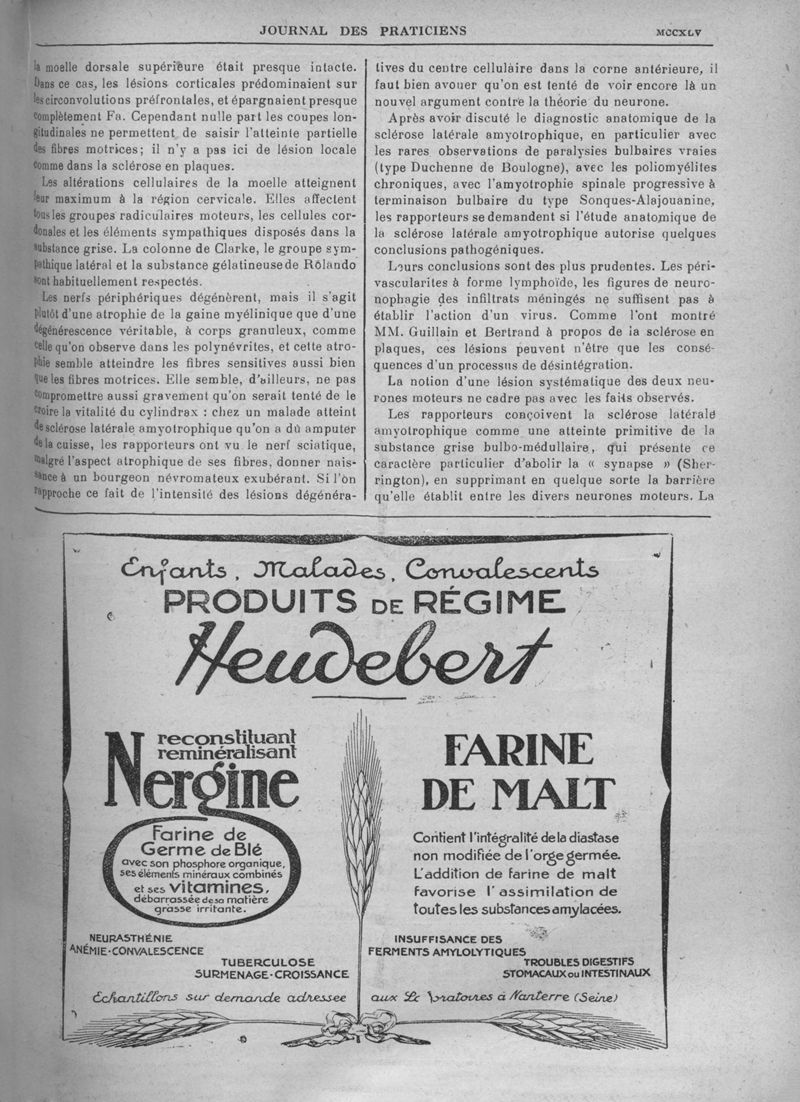 JOURNAL DES PRATICIENS
MCCXLV
la moelle dorsale supérieure était presque intacte.
Dans ce cas, les lésions corticales prédominaient sur
les circonvolutions préfrontales, et épargnaient presque
complètement Fa. Cependant nulle part les coupes lon-
gitudinales ne permettent de saisir l'atteinte partielle
des fibres motrices; il n'y a pas ici de lésion locale
comme dans la sclérose en plaques.
Les altérations cellulaires de la moelle atteignent
leur maximum à la région cervicale. Elles affectent
tous les groupes radiculaires moteurs, les cellules cor-
donales et les éléments sympathiques disposés dans la
substance grise. La colonne de Clarke, le groupe sym-
pathique latéral et la substance gélatineuse de Rôlando
sont habituellement respectés.
Les nerfs périphériques dégénèrent, mais il s'agit
plutôt d'une atrophie de la gaine myélinique que d'une
dégénérescence véritable, à corps granuleux, comme
celle qu'on observe dans les polynévrites, et cette atro-
phie semble atteindre les fibres sensitives aussi bien
que les fibres motrices. Elle semble, d'ailleurs, ne pas
compromettre aussi gravement qu'on serait tenté de le
croire la vitalité du cylindrax : chez un malade atteint
de sclérose latérale amyotrophique qu'on a dû amputer
de la cuisse, les rapporteurs ont vu le nerf sciatique,
malgré l'aspect atrophique de ses fibres, donner nais-
sance à un bourgeon névromateux exubérant. Si l'on
rapproche ce fait de l'intensité des lésions dégénéra-
tives du centre cellulaire dans la corne antérieure, il
faut bien avouer qu'on est tenté de voir encore là un
nouvel argument contre la théorie du neurone.
Après avoir discuté le diagnostic anatomique de la
sclérose latérale amyotrophique, en particulier avec
les rares observations de paralysies bulbaires vraies
(type Duchenne de Boulogne), avec les poliomyélites
chroniques, avec l'amyotrophie spinale progressive à
terminaison bulbaire du type Sonques-Alajouanine,
les rapporteurs se demandent si l'étude anatomique de
la sclérose latérale amyotrophique autorise quelques
conclusions pathogéniques.
Leurs conclusions sont des plus prudentes. Les péri-
vascularites à forme lymphoïde, les figures de neuro-
nophagie des infiltrats méningés ne suffisent pas à
établir l'action d'un virus. Comme l'ont montré
MM. Guillain et Bertrand à propos de la sclérose en
plaques, ces lésions peuvent n'être que les consé-
quences d'un processus de désintégration.
La notion d'une lésion systématique des deux neu-
rones moteurs ne cadre pas avec les faits observés.
Les rapporteurs conçoivent la sclérose latérale
amyotrophique comme une atteinte primitive de la
substance grise bulbo-médullaire, qui présente ce
caractère particulier d'abolir la « synapse » (Sher-
rington), en supprimant en quelque sorte la barrière
qu'elle établit entre les divers neurones moteurs. La
Enfants, Malades, Convalescents
PRODUITS DE RÉGIME
Heudebert
reconstituant
reminéralisant
Nergine
Farine de
Germe de Blé
avec son phosphore organique,
ses éléments minéraux combinés
et ses vitamines,
débarrassée de sa matière
grasse irritante.
NEURASTHÉNIE
ANÉMIE-CONVALESCENCE
TUBERCULOSE
SURMENAGE-CROISSANCE
FARINE
DE MALT
Contient l'intégralité de la diastase
non modifiée de l'orge germée.
L'addition de farine de malt
favorise l'assimilation de
toutes les substances amylacées.
INSUFFISANCE DES
FERMENTS AMYLOLYTIQUES
TROUBLES DIGESTIFS
STOMACAUX ou INTESTINAUX
Échantillons sur demande adressée aux à Nanterre (Seine)